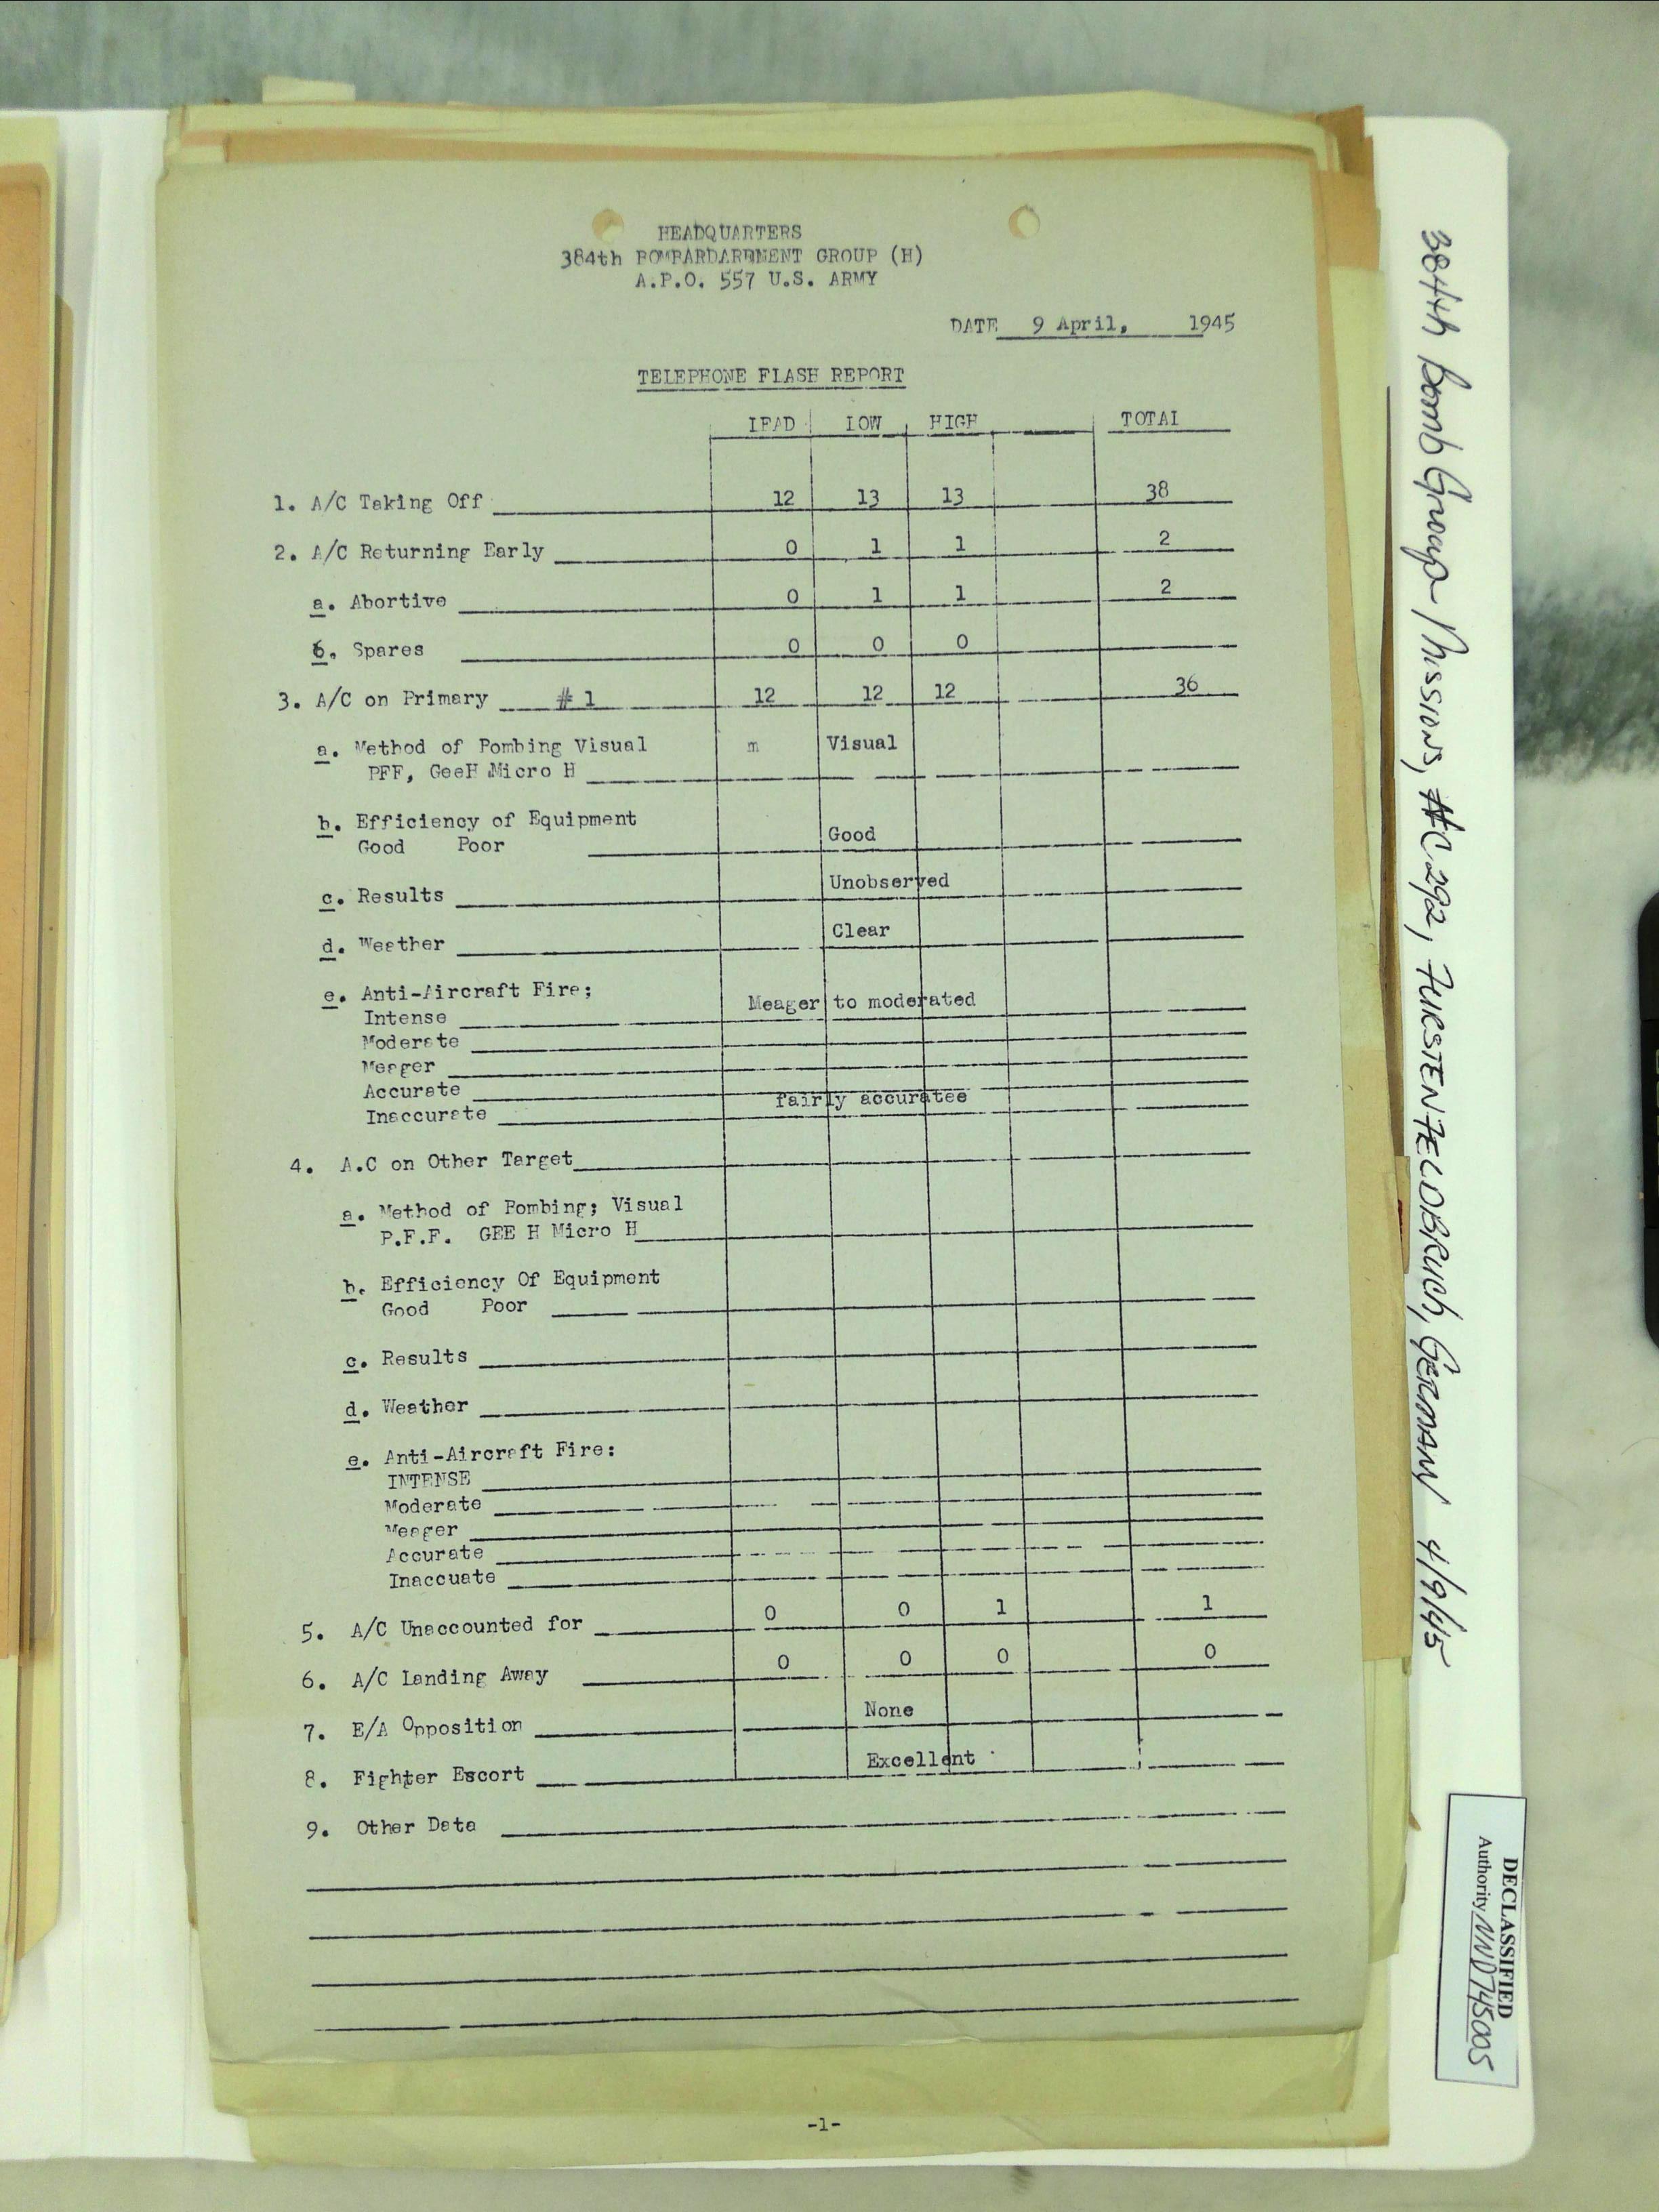 HEADQUARTERS
384th BOMBARDARBMENT GROUP (H)
A.P.O. 557 U.S. ARMY
DATE 9 April, 1945
TELEPHONE FLASH REPORT
LEAD LOW HIGH TOTAL
1. A/C Taking Off 12 13 13 38
2. A/C Returning Early 0 1 1 2
a. Abortive 0 1 1 2
b. Spares 0 0 0
3. A/C on Primary # 1 12 12 12 36
a. Method of Bombing Visual m Visual
PFF, GeeH Micro H
b. Efficiency of Equipment
Good Poor Good
c. Results Unobserved
d. Weather Clear
e. Anti-Aircraft Fire;
Intense Meager to moderated
Moderate
Meager
Accurate
fairly accuratee
Inaccurate
4. A.C on Other Target
a. Method of Bombing; Visual
P.F.F. GEE H Micro H
b. Efficiency Of Equipment
Good Poor
c. Results
d. Weather
e. Anti-Aircraft Fire:
INTENSE
Moderate
Meager
Accurate
Inaccuate
5. A/C Unaccounted for 0 0 1 1
6. A/C Landing Away 0 0 0 0
7. E/A Opposition None
8. Fighter Escort Excellent
9. Other Data
-1-
384th Bomb Group Missions, #C292, FURSTENFELDBRUCH, GERMANY 4/9/45
DECLASSIFIED
Authority NND745005